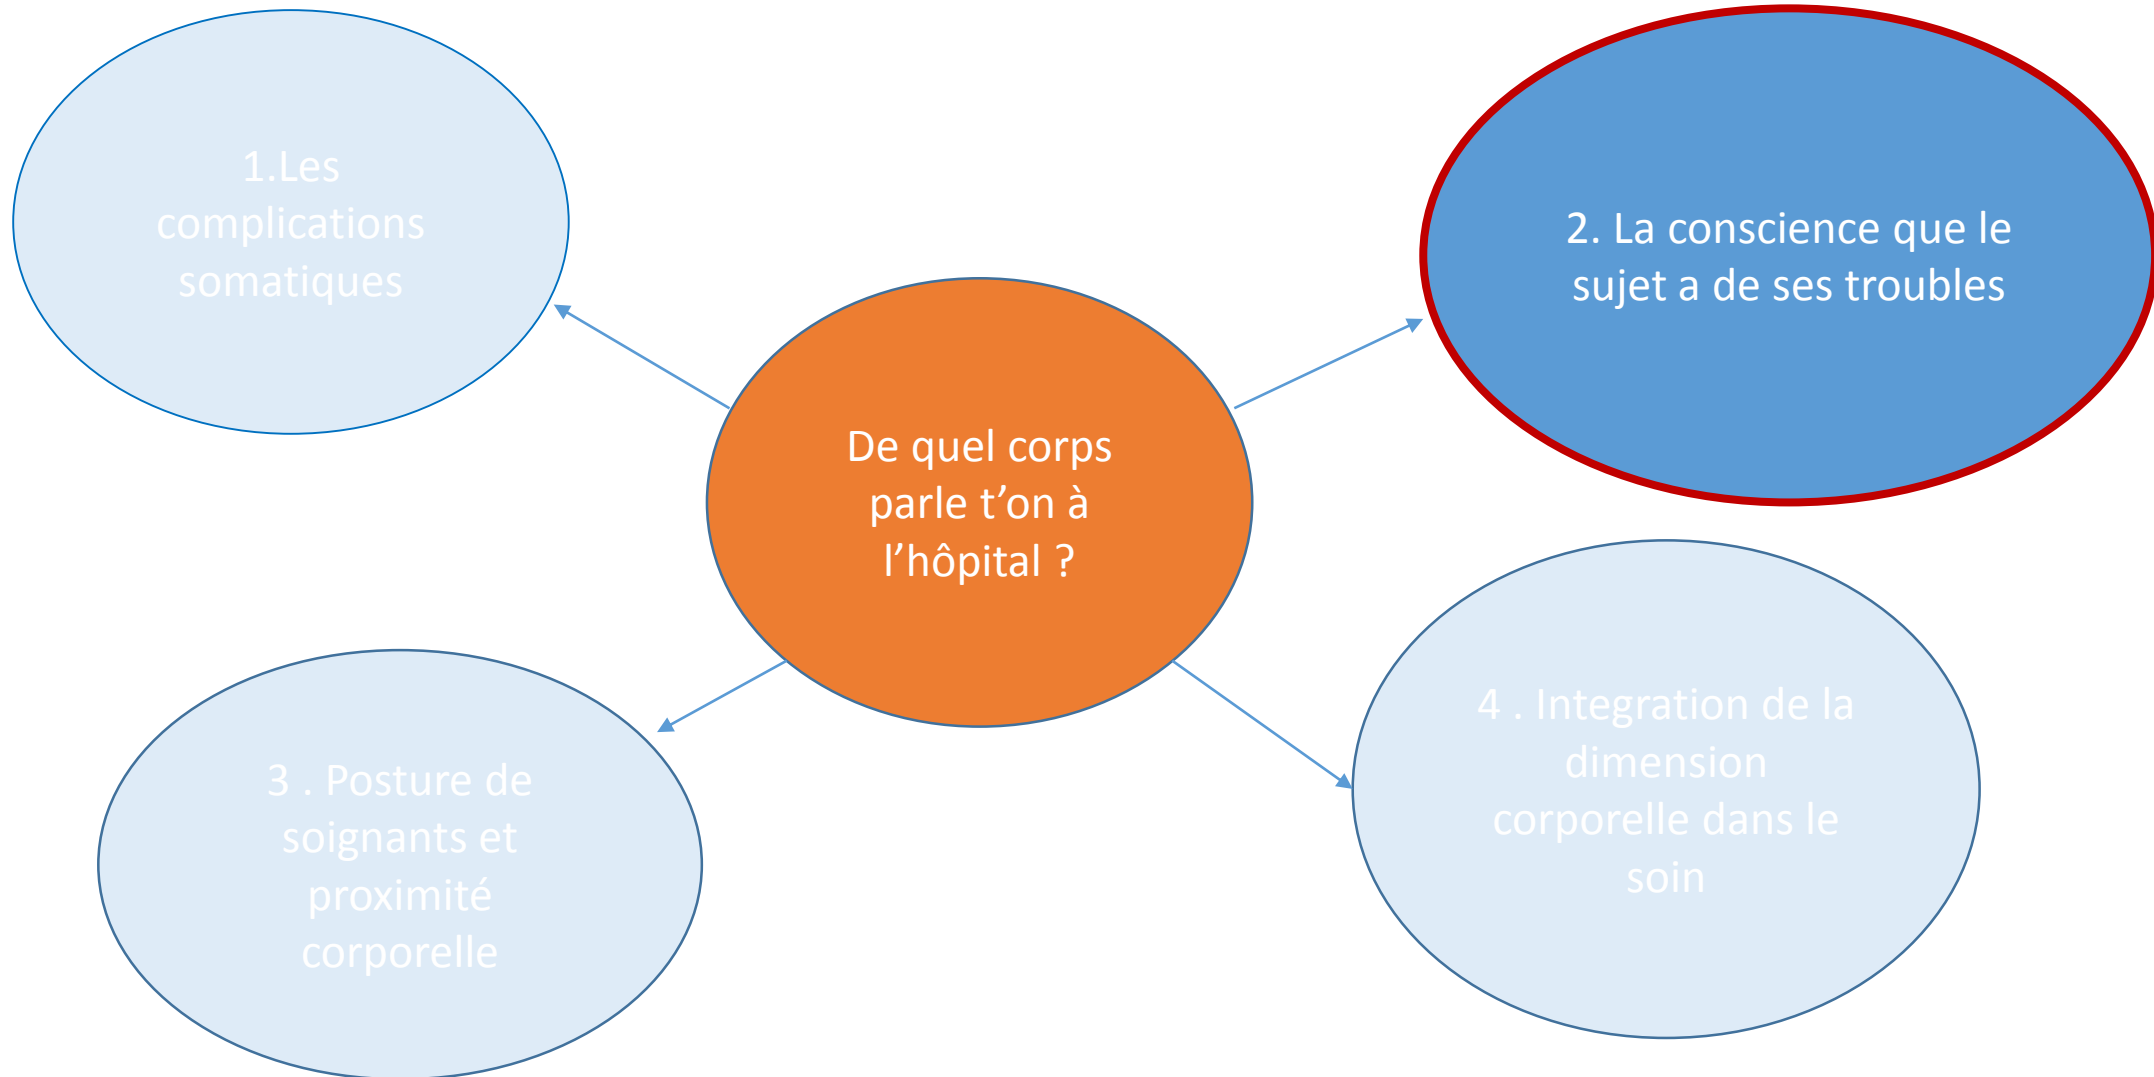 1.Les
complications
somatiques
2. La conscience que le
sujet a de ses troubles
De quel corps
parle t’on à
l’hôpital ?
3 . Posture de
soignants et
proximité
corporelle
4 . Integration de la
dimension
corporelle dans le
soin